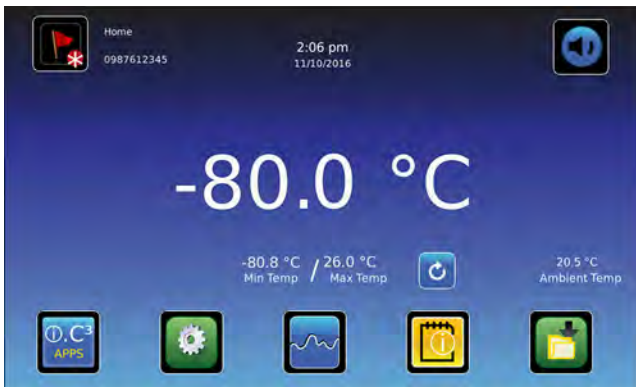 Home
0987612345
2:06 pm
11/10/2016
-80.0 °C
-80.8 °C / 26.0 °C
Min Temp Max Temp
20.5 °C
Ambient Temp
i.C³
APPS